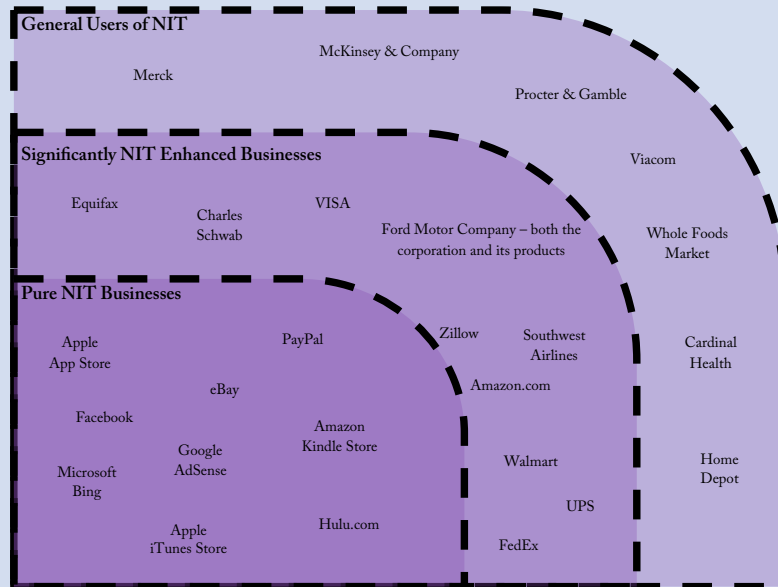 General Users of NIT
McKinsey & Company
Merck
Procter & Gamble
Viacom
Whole Foods
Market
Cardinal
Health
Home
Depot
Significantly NIT Enhanced Businesses
Equifax
Charles
Schwab
VISA
Ford Motor Company – both the
corporation and its products
Zillow
Southwest
Airlines
Amazon.com
Walmart
UPS
FedEx
Pure NIT Businesses
Apple
App Store
PayPal
eBay
Facebook
Amazon
Kindle Store
Google
AdSense
Microsoft
Bing
Hulu.com
Apple
iTunes Store